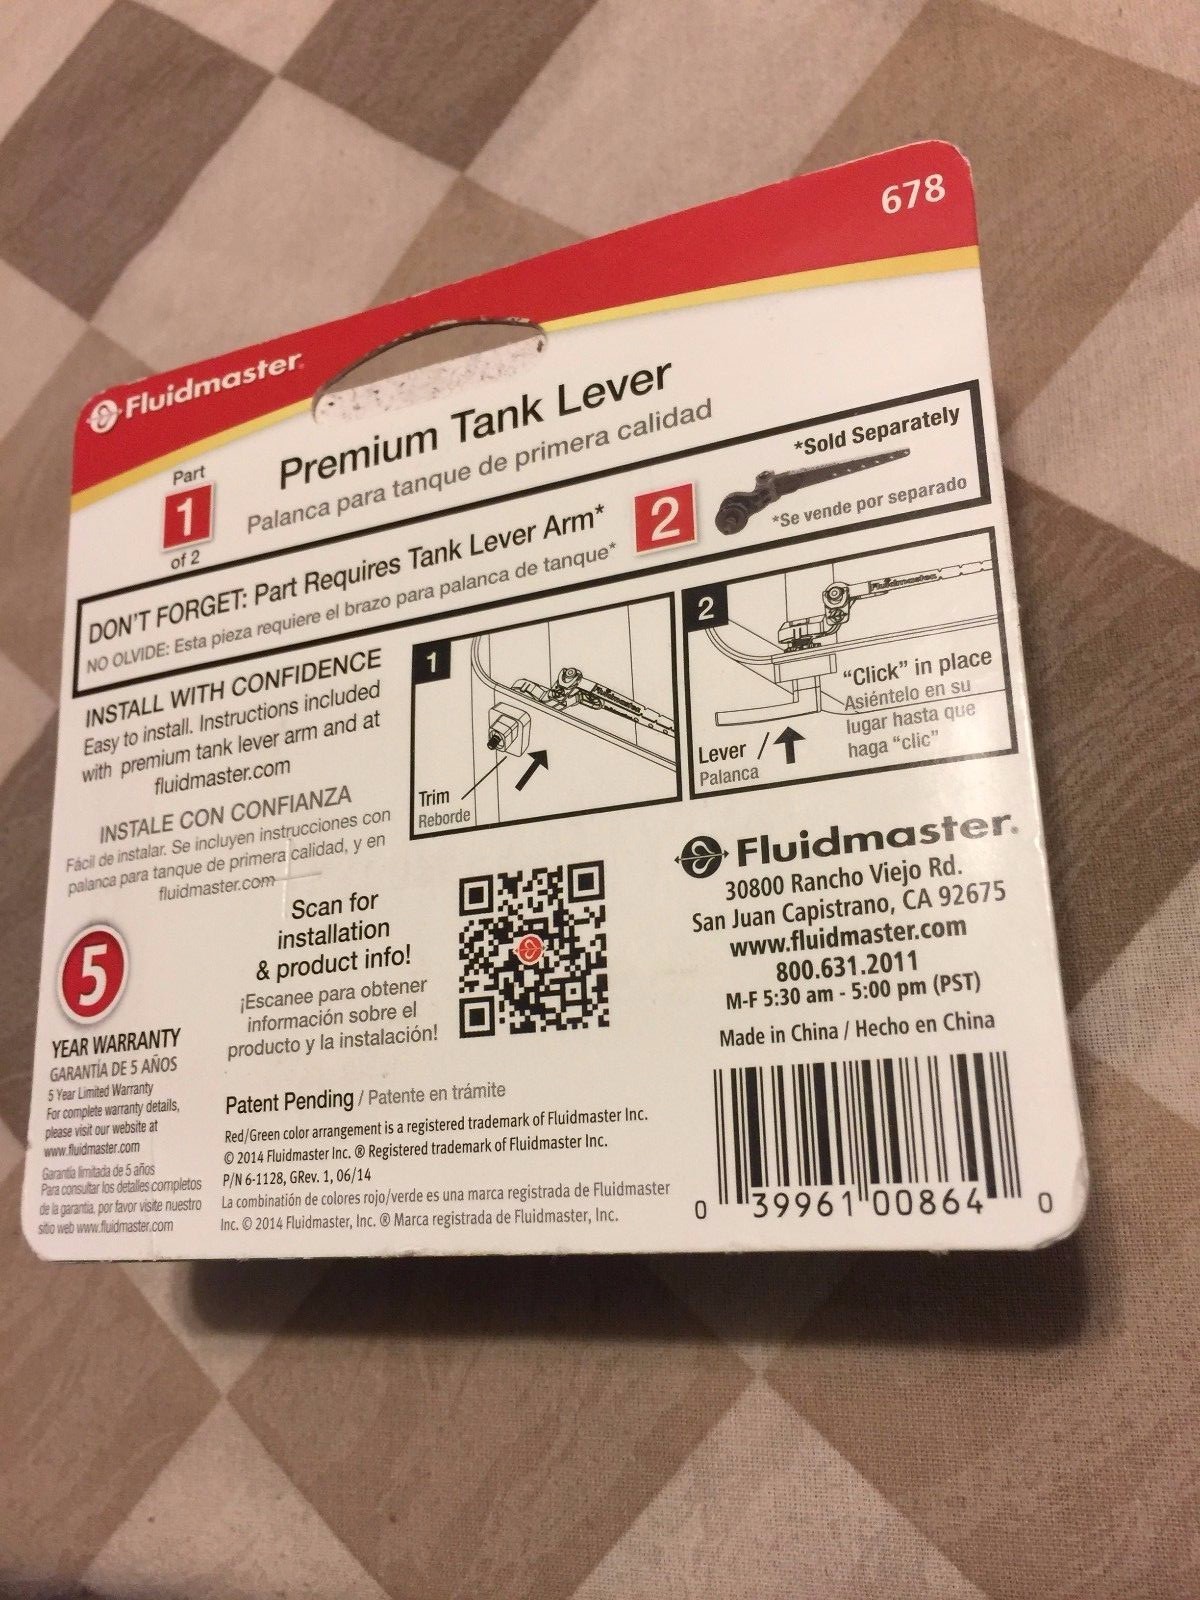 678
Fluidmaster®
Premium Tank Lever
Palanca para tanque de primera calidad
Part
1
of 2
DON'T FORGET: Part Requires Tank Lever Arm*
NO OLVIDE: Esta pieza requiere el brazo para palanca de tanque*
2
*Sold Separately
*Se vende por separado
INSTALL WITH CONFIDENCE
Easy to install. Instructions included
with premium tank lever arm and at
fluidmaster.com
INSTALE CON CONFIANZA
Fácil de instalar. Se incluyen instrucciones con
palanca para tanque de primera calidad, y en
fluidmaster.com
1
Fluidmaster
Trim
Reborde
2
Fluidmaster
"Click" in place
Asiéntelo en su
lugar hasta que
haga "clic"
Lever /
Palanca
5
YEAR WARRANTY
GARANTÍA DE 5 AÑOS
5 Year Limited Warranty
For complete warranty details,
please visit our website at
www.fluidmaster.com
Garantía limitada de 5 años
Para consultar los detalles completos
de la garantía, por favor visite nuestro
sitio web www.fluidmaster.com
Scan for
installation
& product info!
¡Escanee para obtener
información sobre el
producto y la instalación!
Fluidmaster®
30800 Rancho Viejo Rd.
San Juan Capistrano, CA 92675
www.fluidmaster.com
800.631.2011
M-F 5:30 am - 5:00 pm (PST)
Made in China / Hecho en China
Patent Pending / Patente en trámite
Red/Green color arrangement is a registered trademark of Fluidmaster Inc.
© 2014 Fluidmaster Inc. ® Registered trademark of Fluidmaster Inc.
P/N 6-1128, GRev. 1, 06/14
La combinatión de colores rojo/verde es una marca registrada de Fluidmaster
Inc. © 2014 Fluidmaster, Inc. ® Marca registrada de Fluidmaster, Inc.
0 39961 00864 0